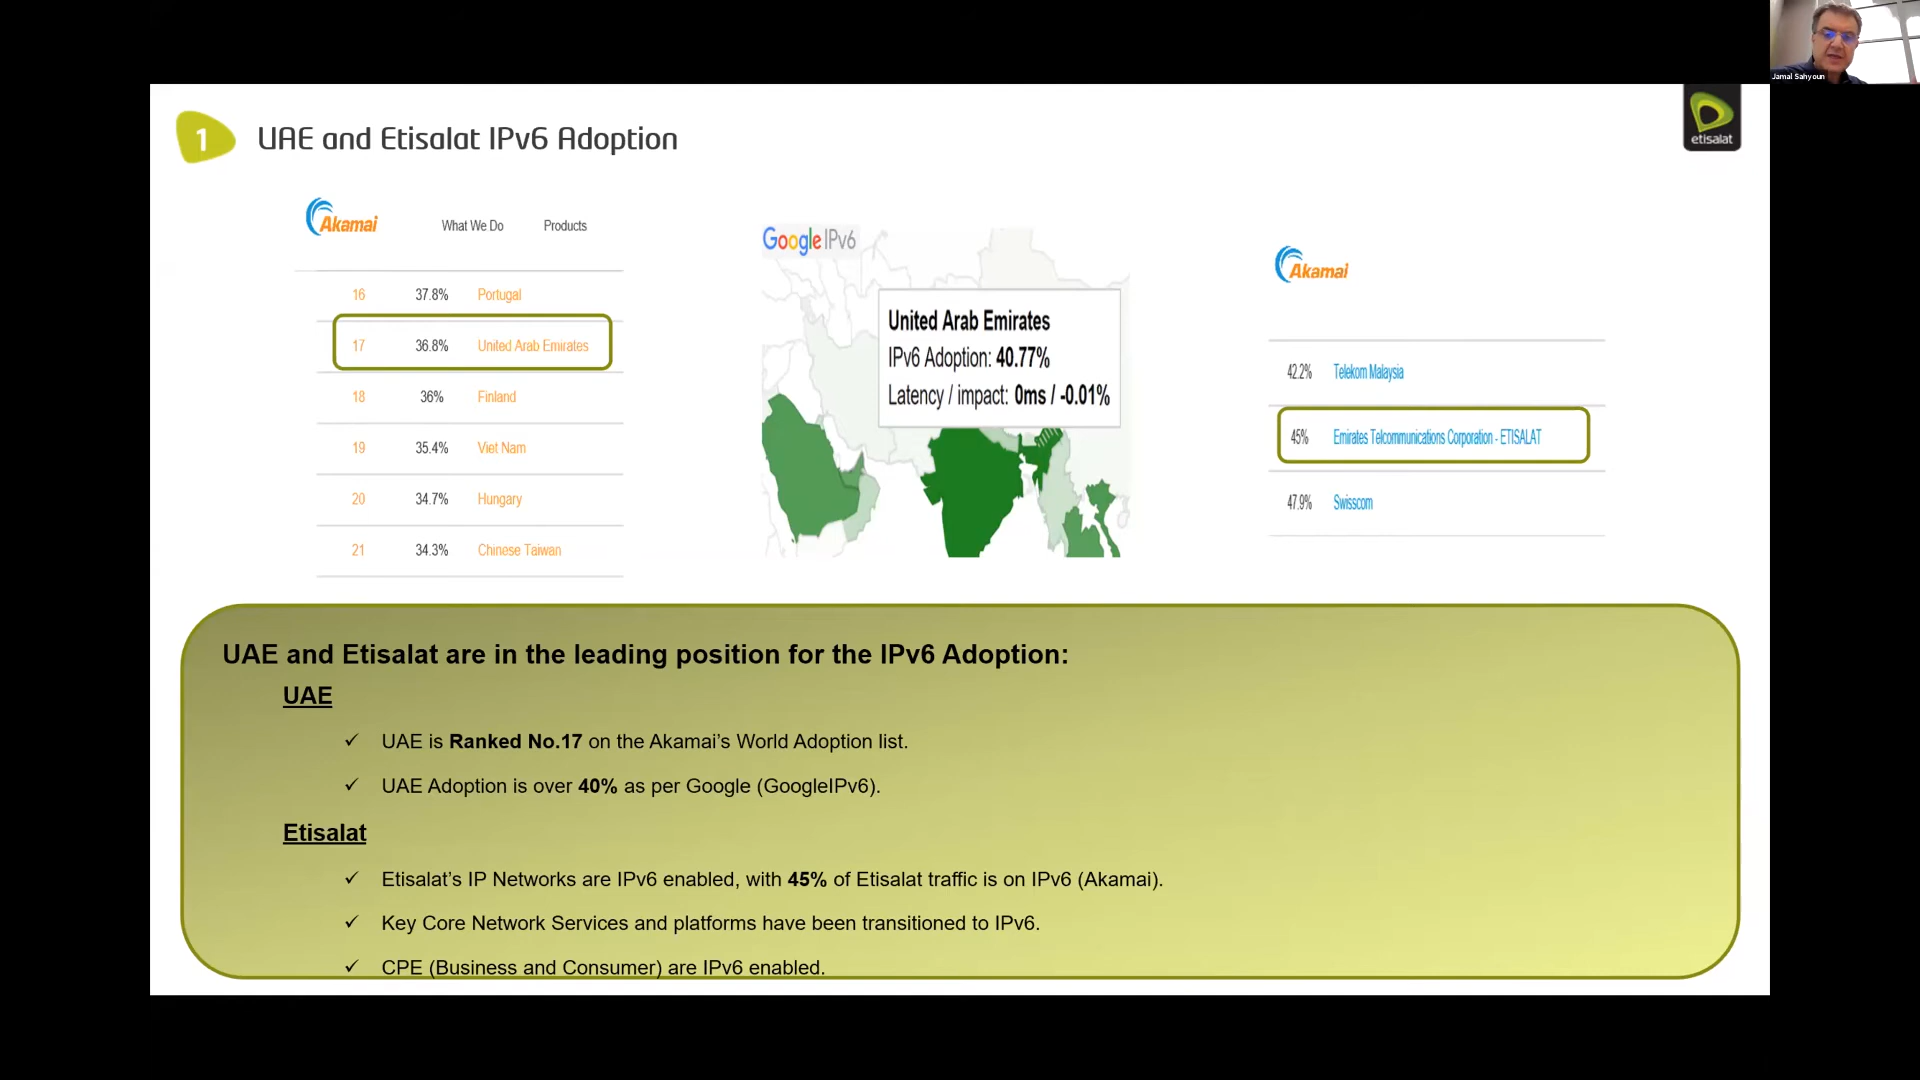 Jamal Sahyoun
1
UAE and Etisalat IPv6 Adoption
etisalat
Akamai
What We Do
Products
16 37.8% Portugal
17 36.8% United Arab Emirates
18 36% Finland
19 35.4% Viet Nam
20 34.7% Hungary
21 34.3% Chinese Taiwan
Google IPv6
United Arab Emirates
IPv6 Adoption: 40.77%
Latency / impact: 0ms / -0.01%
Akamai
42.2% Telekom Malaysia
45% Emirates Telcommunications Corporation - ETISALAT
47.9% Swisscom
UAE and Etisalat are in the leading position for the IPv6 Adoption:
UAE
✓ UAE is Ranked No.17 on the Akamai’s World Adoption list.
✓ UAE Adoption is over 40% as per Google (GoogleIPv6).
Etisalat
✓ Etisalat’s IP Networks are IPv6 enabled, with 45% of Etisalat traffic is on IPv6 (Akamai).
✓ Key Core Network Services and platforms have been transitioned to IPv6.
✓ CPE (Business and Consumer) are IPv6 enabled.